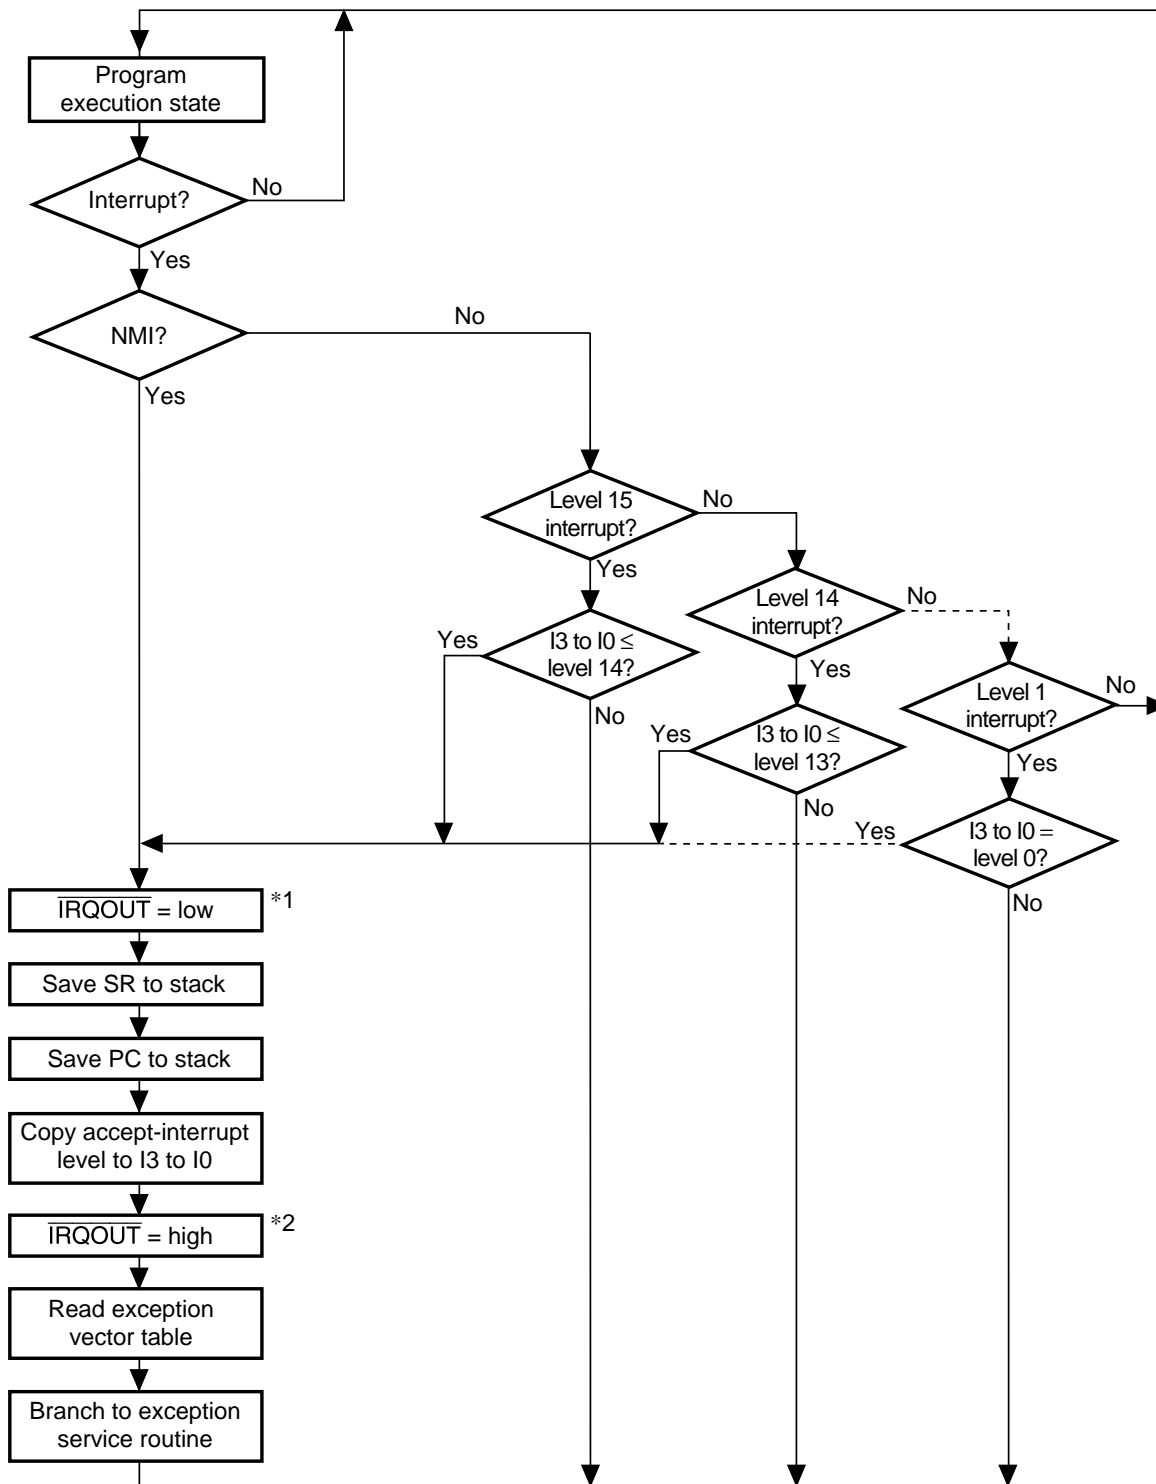 Program
execution state
Interrupt?
No
Yes
NMI?
No
Yes
Level 15
interrupt?
No
Yes
Level 14
interrupt?
No
Yes
I3 to I0 ≤
level 14?
Yes
No
Level 1
interrupt?
No
Yes
I3 to I0 ≤
level 13?
Yes
No
I3 to I0 =
level 0?
Yes
No
IRQOUT = low
*1
Save SR to stack
Save PC to stack
Copy accept-interrupt
level to I3 to I0
IRQOUT = high
*2
Read exception
vector table
Branch to exception
service routine